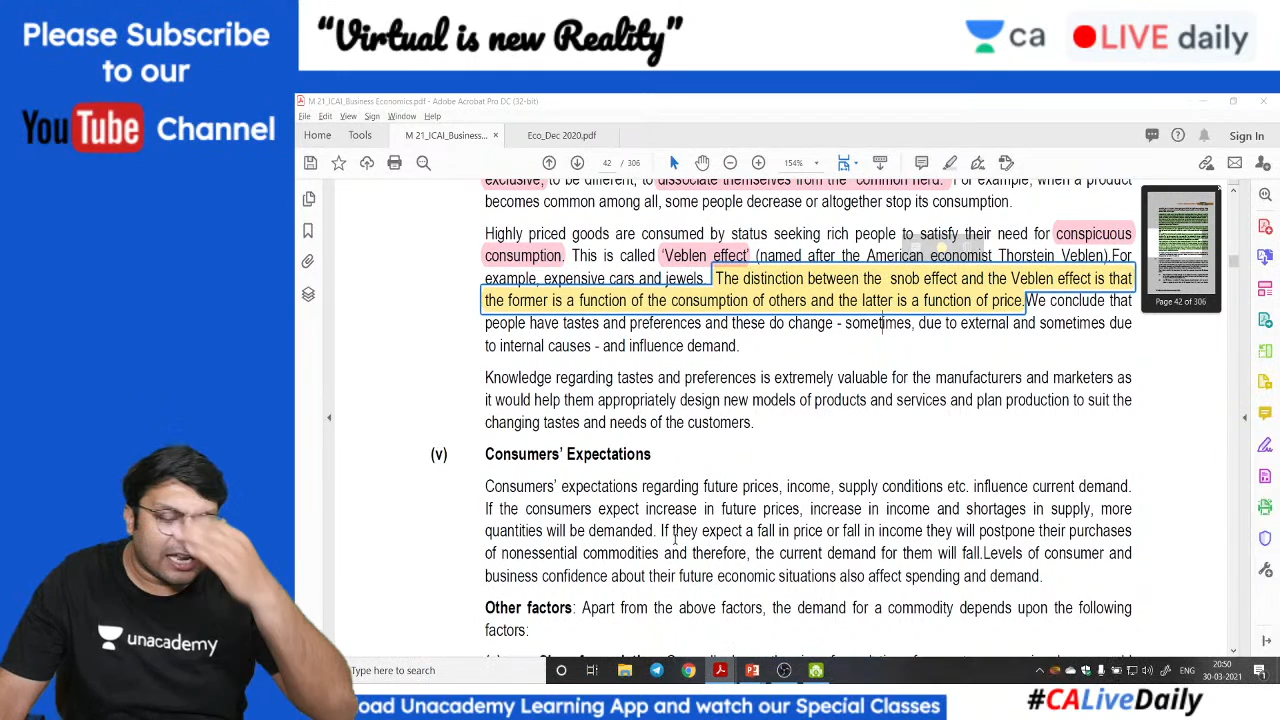 Please Subscribe
to our
YouTube Channel
“Virtual is new Reality”
ca
LIVE daily
M 21_ICAI_Business Economics.pdf - Adobe Acrobat Pro DC (32-bit)
File Edit View Sign Window Help
Home Tools M 21_ICAI_Business... × Eco_Dec 2020.pdf Sign In
42 / 306 154%
exclusive, to be different, to dissociate themselves from the ‘common herd.’ For example, when a product
becomes common among all, some people decrease or altogether stop its consumption.
Highly priced goods are consumed by status seeking rich people to satisfy their need for conspicuous
consumption. This is called ‘Veblen effect’ (named after the American economist Thorstein Veblen).For
example, expensive cars and jewels. The distinction between the snob effect and the Veblen effect is that
the former is a function of the consumption of others and the latter is a function of price.We conclude that
people have tastes and preferences and these do change - sometimes, due to external and sometimes due
to internal causes - and influence demand.
Knowledge regarding tastes and preferences is extremely valuable for the manufacturers and marketers as
it would help them appropriately design new models of products and services and plan production to suit the
changing tastes and needs of the customers.
(v) Consumers’ Expectations
Consumers’ expectations regarding future prices, income, supply conditions etc. influence current demand.
If the consumers expect increase in future prices, increase in income and shortages in supply, more
quantities will be demanded. If they expect a fall in price or fall in income they will postpone their purchases
of nonessential commodities and therefore, the current demand for them will fall.Levels of consumer and
business confidence about their future economic situations also affect spending and demand.
Other factors: Apart from the above factors, the demand for a commodity depends upon the following
factors:
Page 42 of 306
unacademy
Type here to search
ENG
20:50
30-03-2021
oad Unacademy Learning App and watch our Special Classes
#CALiveDaily